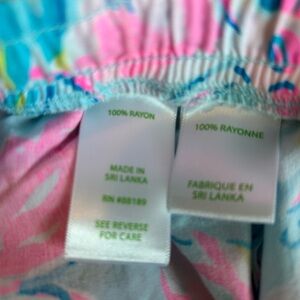 100% RAYON
MADE IN
SRI LANKA
RN #88189
SEE REVERSE
FOR CARE
100% RAYONNE
FABRIQUE EN
SRI LANKA